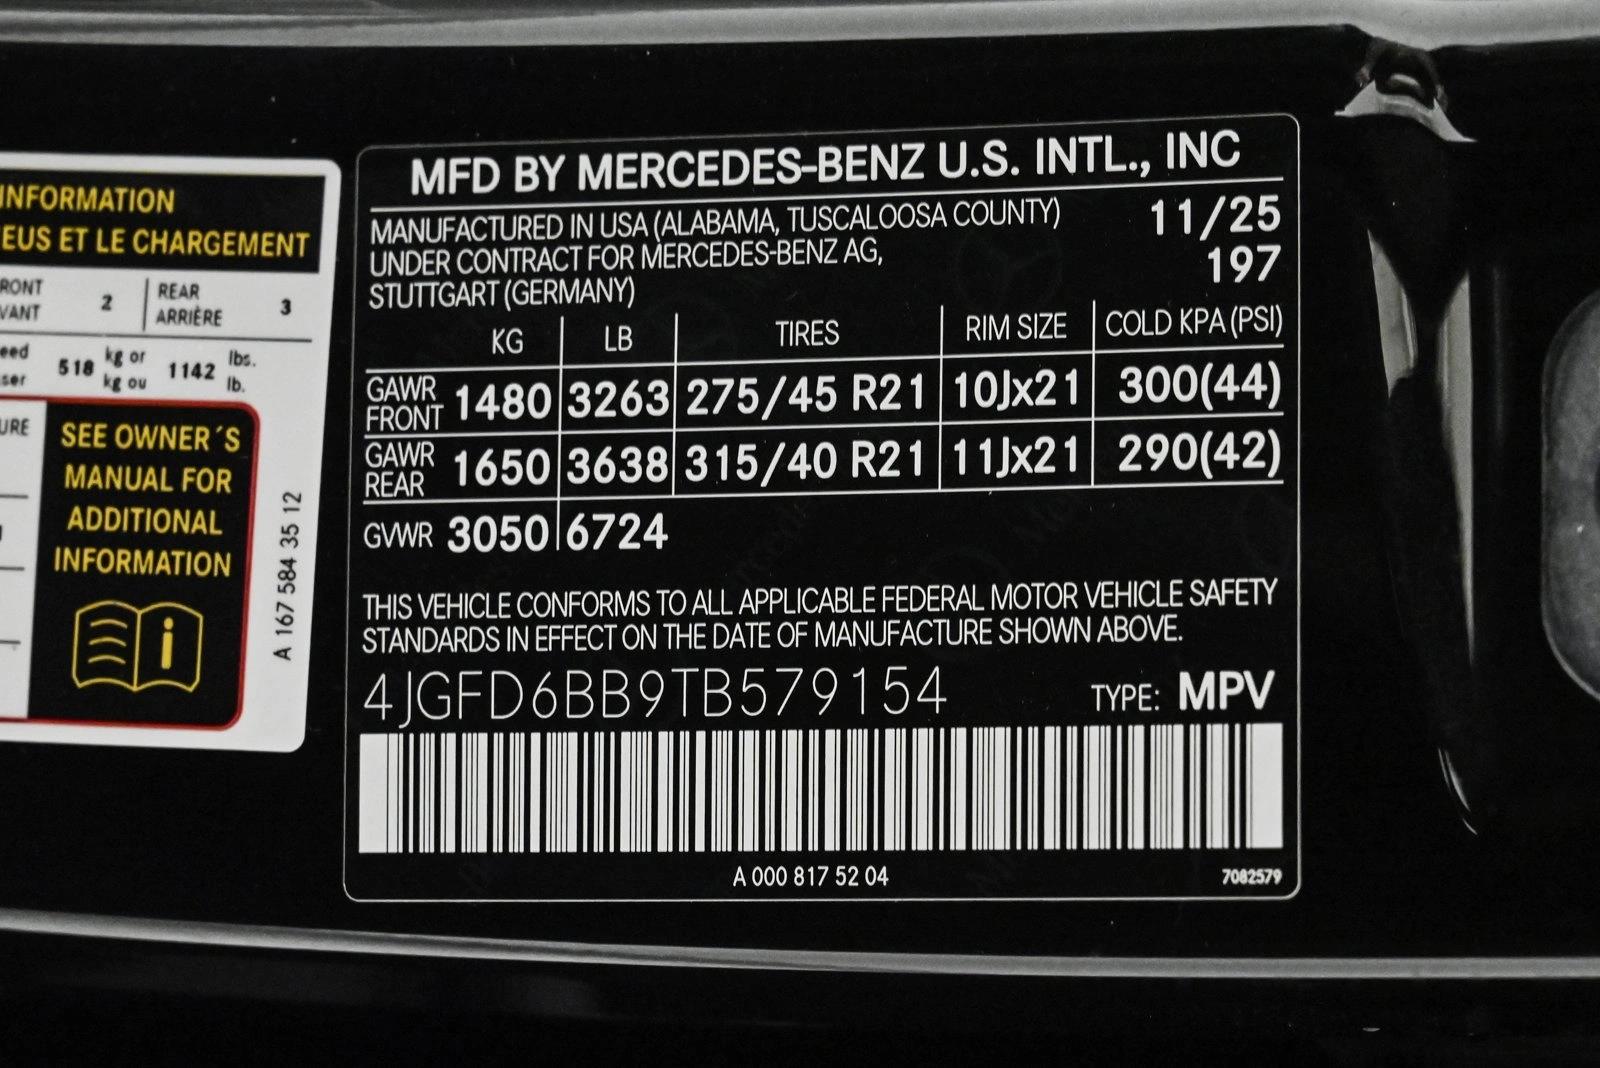 INFORMATION
EUS ET LE CHARGEMENT
RONT
VANT
2
REAR
ARRIÈRE
3
eed
ser
518
kg or
kg ou
1142
lbs.
lb.
URE
SEE OWNER´S
MANUAL FOR
ADDITIONAL
INFORMATION
i
A 167 584 35 12
MFD BY MERCEDES-BENZ U.S. INTL., INC
MANUFACTURED IN USA (ALABAMA, TUSCALOOSA COUNTY) 11/25
UNDER CONTRACT FOR MERCEDES-BENZ AG, 197
STUTTGART (GERMANY)
KG LB TIRES RIM SIZE COLD KPA (PSI)
GAWR FRONT 1480 3263 275/45 R21 10Jx21 300(44)
GAWR REAR 1650 3638 315/40 R21 11Jx21 290(42)
GVWR 3050 6724
THIS VEHICLE CONFORMS TO ALL APPLICABLE FEDERAL MOTOR VEHICLE SAFETY
STANDARDS IN EFFECT ON THE DATE OF MANUFACTURE SHOWN ABOVE.
4JGFD6BB9TB579154 TYPE: MPV
A 000 817 52 04 7082579